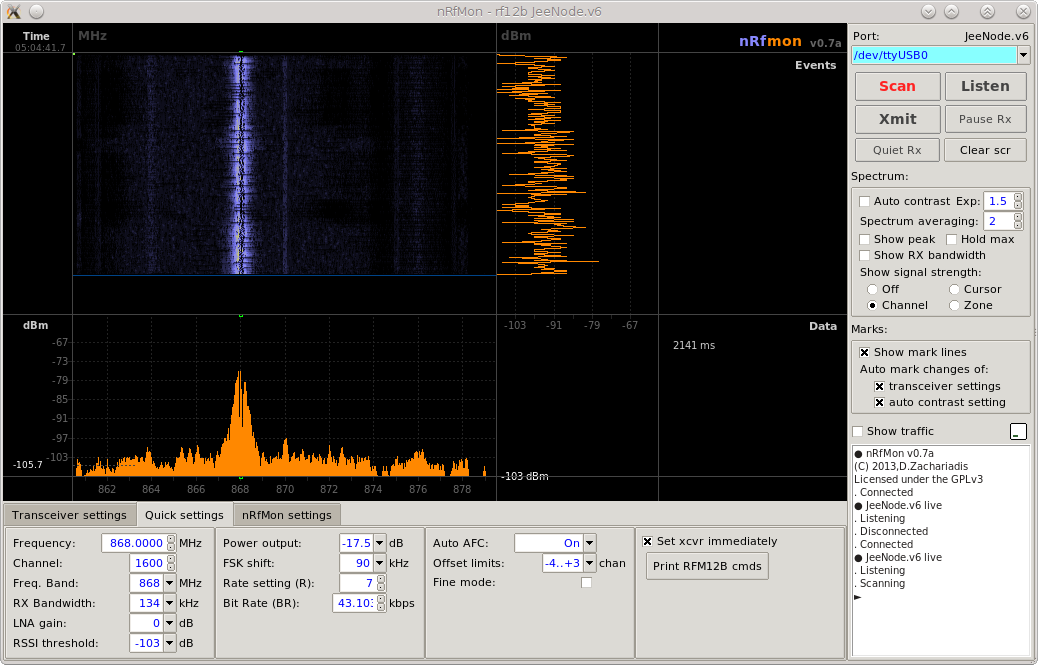 nRfMon - rf12b JeeNode.v6
Time
05:04:41.7
MHz
dBm
nRfmon v0.7a
Events
-103 -91 -79 -67
dBm
-67
-73
-79
-85
-91
-97
-103
-105.7
862 864 866 868 870 872 874 876 878
-103 dBm
Data
2141 ms
Port: JeeNode.v6
/dev/ttyUSB0
Scan Listen
Xmit Pause Rx
Quiet Rx Clear scr
Spectrum:
Auto contrast Exp: 1.5
Spectrum averaging: 2
Show peak Hold max
Show RX bandwidth
Show signal strength:
Off Cursor
Channel Zone
Marks:
Show mark lines
Auto mark changes of:
transceiver settings
auto contrast setting
Show traffic
● nRfMon v0.7a
(C) 2013,D.Zachariadis
Licensed under the GPLv3
. Connected
● JeeNode.v6 live
. Listening
. Disconnected
. Connected
● JeeNode.v6 live
. Listening
. Scanning
►
Transceiver settings Quick settings nRfMon settings
Frequency: 868.0000 MHz
Channel: 1600
Freq. Band: 868 MHz
RX Bandwidth: 134 kHz
LNA gain: 0 dB
RSSI threshold: -103 dB
Power output: -17.5 dB
FSK shift: 90 kHz
Rate setting (R): 7
Bit Rate (BR): 43.103 kbps
Auto AFC: On
Offset limits: -4..+3 chan
Fine mode:
Set xcvr immediately
Print RFM12B cmds